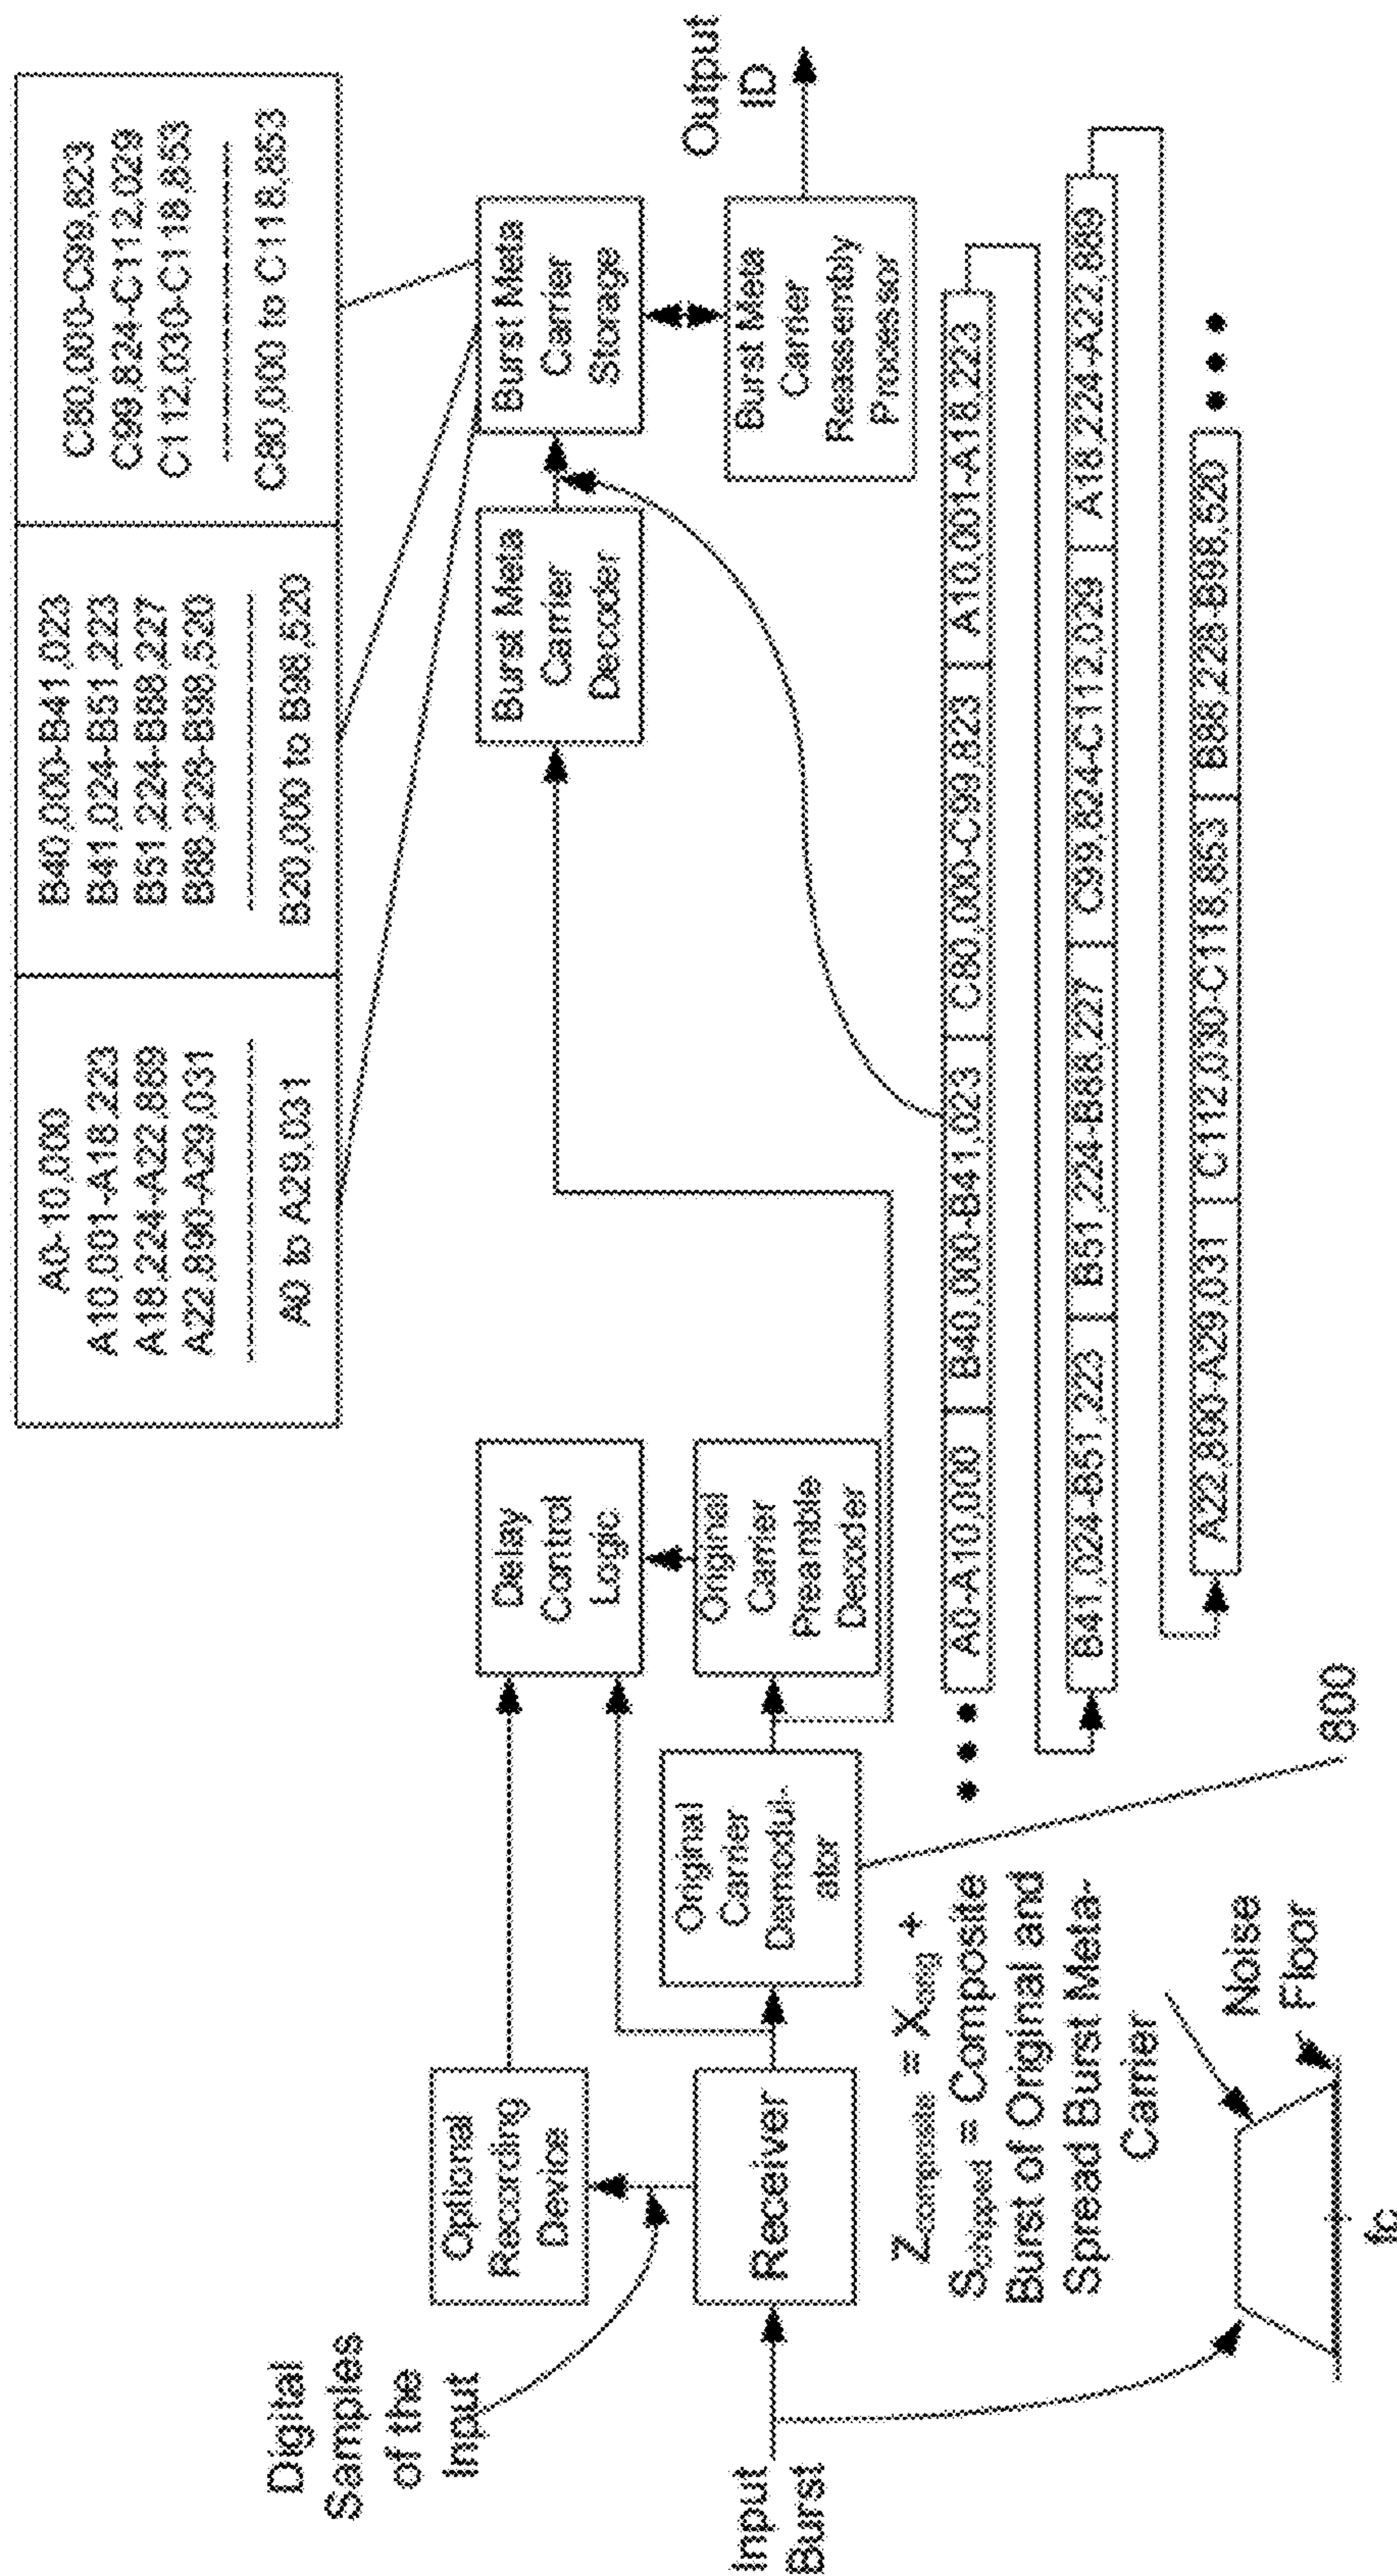 Digital
Samples
of the
Input
Input
Burst
Optional
Recording
Device
Receiver
Z composite = X orig +
S chipped = Composite
Burst of Original and
Spread Burst Meta-
Carrier
Noise
Floor
fc
Original
Carrier
Demodul-
ator
800
Delay
Control
Logic
Original
Carrier
Preamble
Decoder
A0-10,000
A10,001-A18,223
A18,224-A22,889
A22,890-A29,031
A0 to A29,031
B40,000-B41,023
B41,024-B51,223
B51,224-B88,227
B88,228-B98,520
B20,000 to B98,520
C80,000-C99,823
C99,824-C112,029
C112,030-C118,853
C80,000 to C118,853
Burst Meta
Carrier
Decoder
Burst Meta
Carrier
Storage
Burst Meta
Carrier
Reassembly
Processor
Output
ID
A0-A10,000 | B40,000-B41,023 | C80,000-C99,823 | A10,001-A18,223
B41,024-B51,223 | B51,224-B88,227 | C99,824-C112,029 | A18,224-A22,889
A22,890-A29,031 | C112,030-C118,853 | B88,228-B98,520